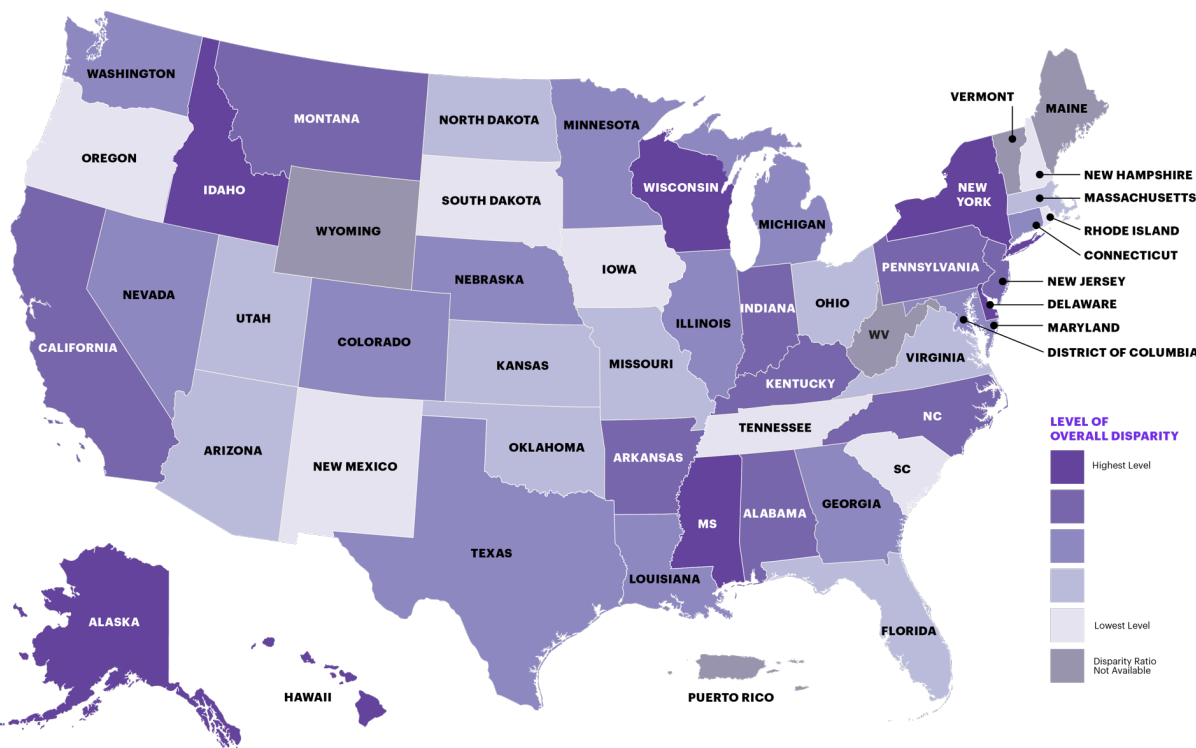 VERMONT
MAINE
WASHINGTON
MONTANA
NORTH DAKOTA
MINNESOTA
OREGON
IDAHO
WISCONSIN
NEW
YORK
NEW HAMPSHIRE
MASSACHUSETTS
SOUTH DAKOTA
MICHIGAN
RHODE ISLAND
WYOMING
CONNECTICUT
IOWA
PENNSYLVANIA
NEBRASKA
NEW JERSEY
NEVADA
OHIO
INDIANA
DELAWARE
UTAH
ILLINOIS
MARYLAND
WV
COLORADO
CALIFORNIA
DISTRICT OF COLUMBIA
VIRGINIA
KANSAS
MISSOURI
KENTUCKY
NC
TENNESSEE
LEVEL OF
OVERALL DISPARITY
ARIZONA
OKLAHOMA
ARKANSAS
NEW MEXICO
SC
Highest Level
GEORGIA
ALABAMA
MS
TEXAS
LOUISIANA
ALASKA
FLORIDA
Lowest Level
Disparity Ratio
Not Available
HAWAII
PUERTO RICO